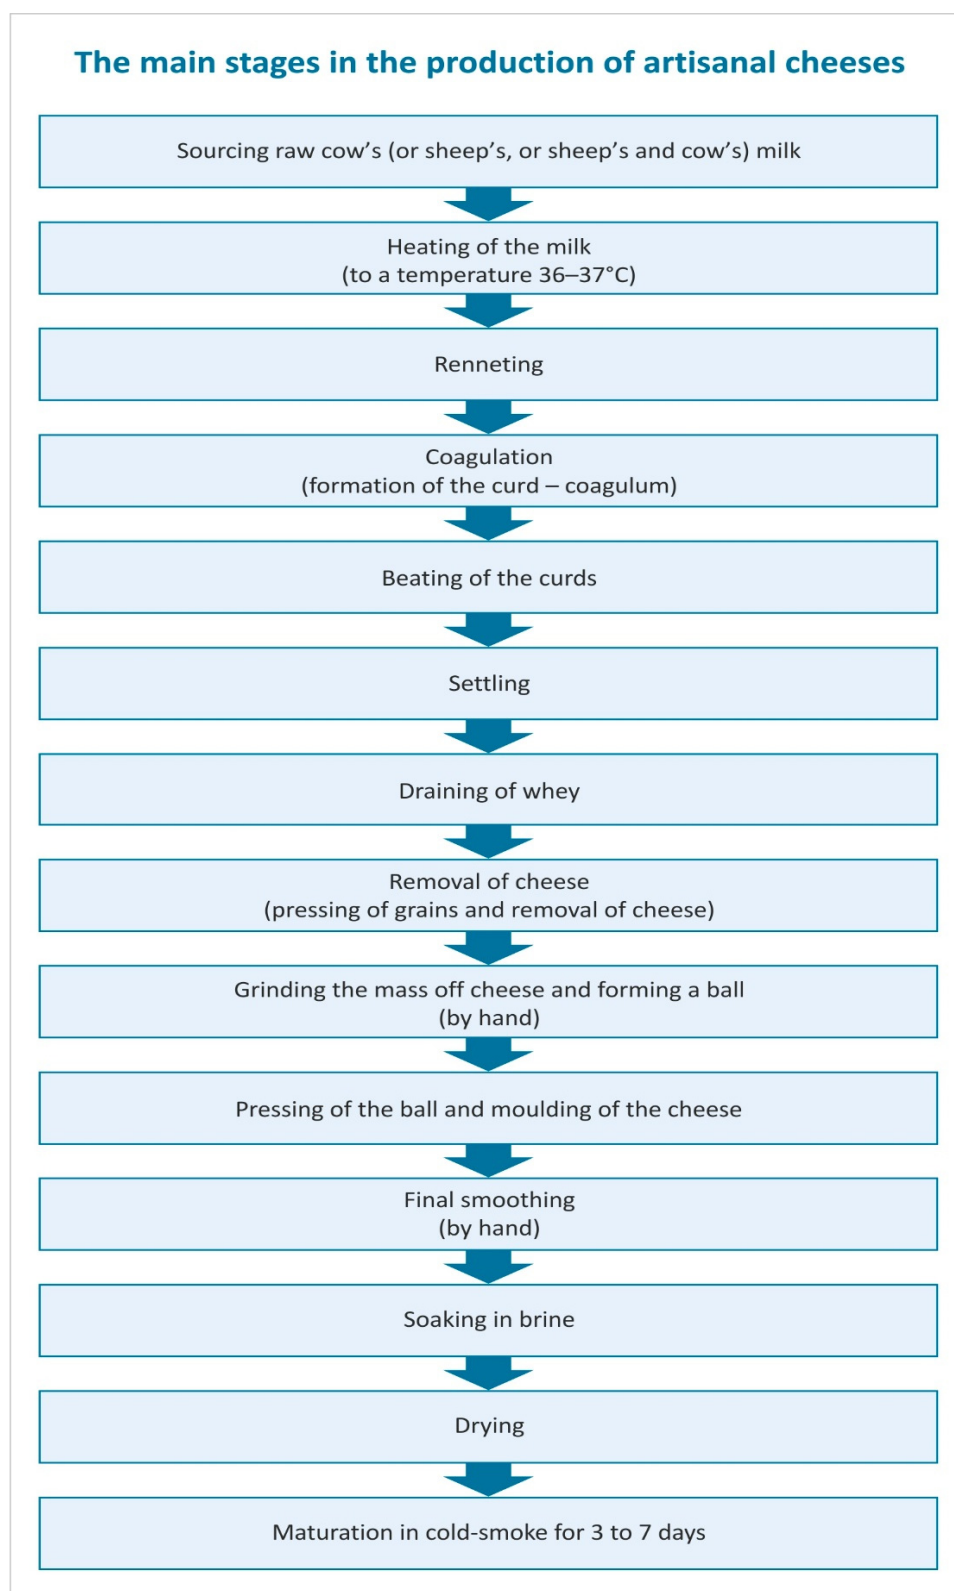 The main stages in the production of artisanal cheeses
Sourcing raw cow’s (or sheep’s, or sheep’s and cow’s) milk
Heating of the milk
(to a temperature 36–37°C)
Renneting
Coagulation
(formation of the curd – coagulum)
Beating of the curds
Settling
Draining of whey
Removal of cheese
(pressing of grains and removal of cheese)
Grinding the mass off cheese and forming a ball
(by hand)
Pressing of the ball and moulding of the cheese
Final smoothing
(by hand)
Soaking in brine
Drying
Maturation in cold-smoke for 3 to 7 days